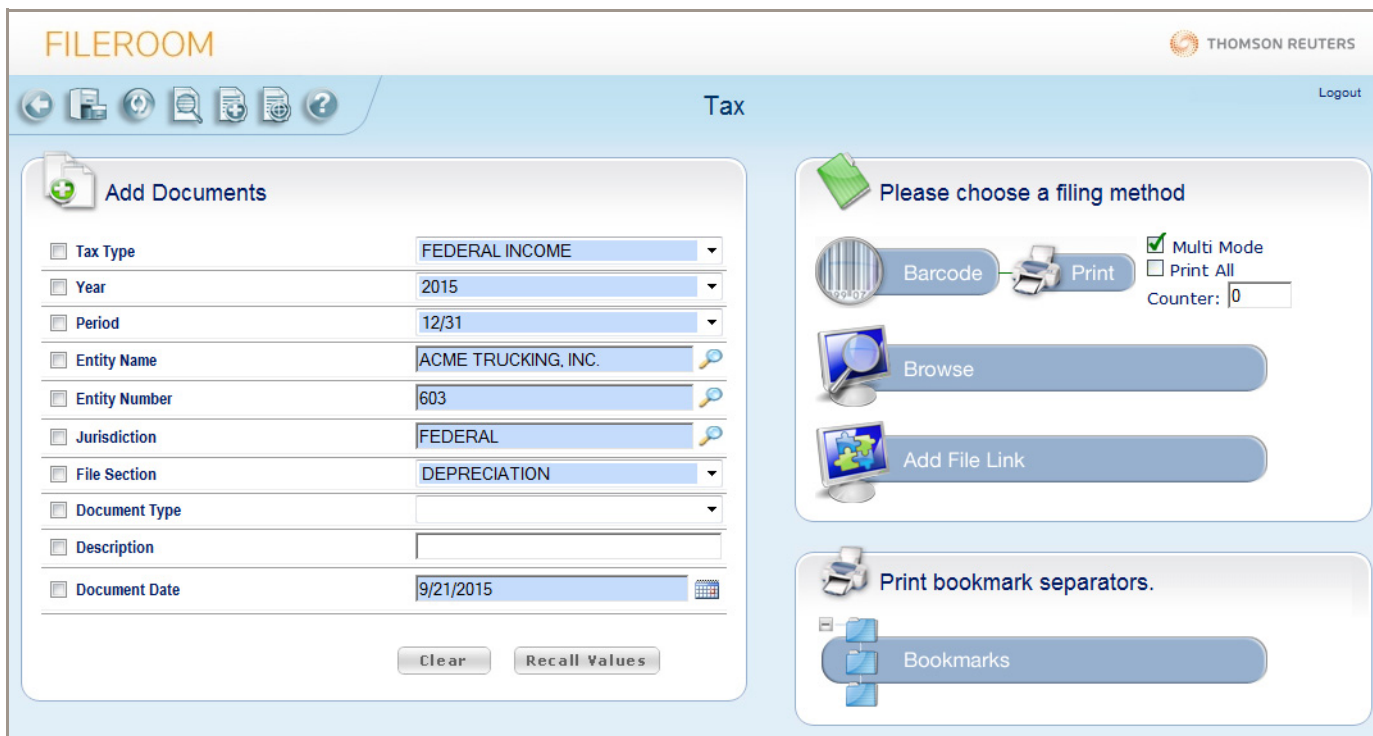 FILEROOM
THOMSON REUTERS
Tax
Logout
Add Documents
Tax Type FEDERAL INCOME
Year 2015
Period 12/31
Entity Name ACME TRUCKING, INC.
Entity Number 603
Jurisdiction FEDERAL
File Section DEPRECIATION
Document Type
Description
Document Date 9/21/2015
Clear Recall Values
Please choose a filing method
Barcode Print
Multi Mode
Print All
Counter: 0
Browse
Add File Link
Print bookmark separators.
Bookmarks